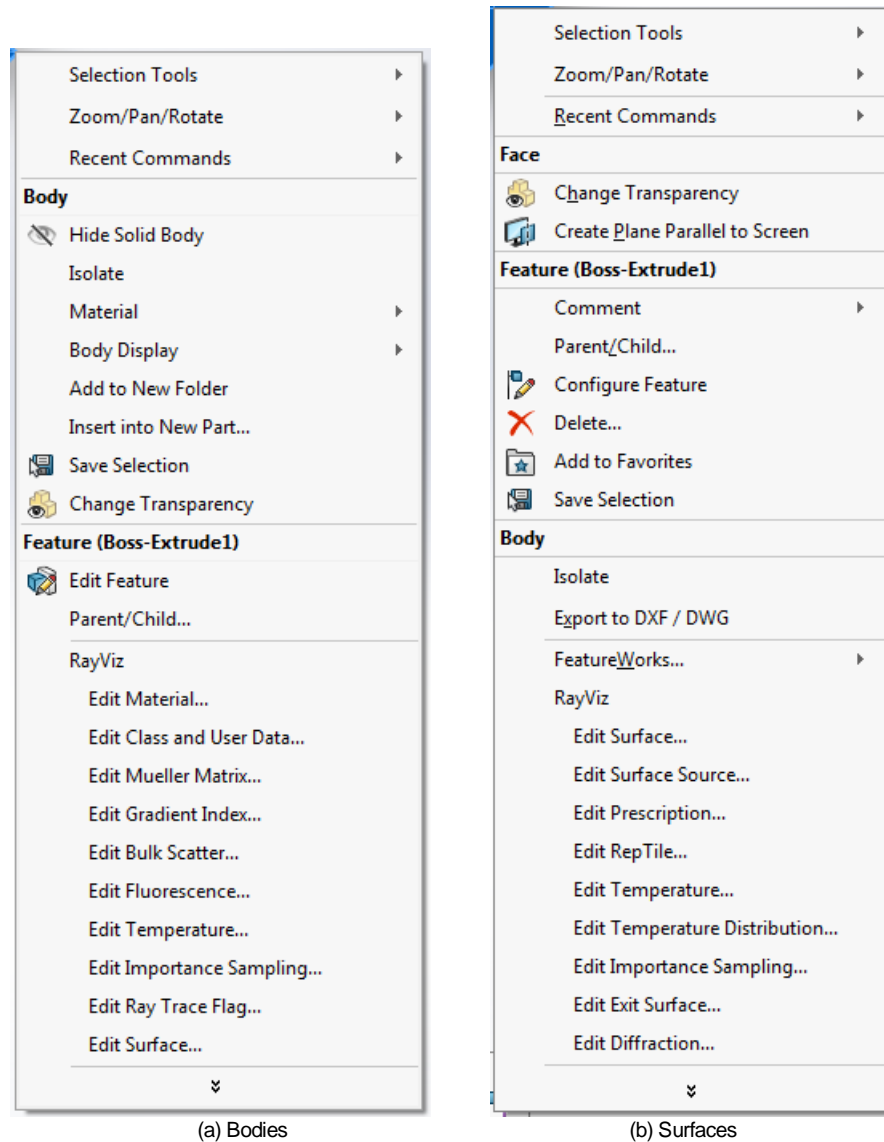 Selection Tools
Zoom/Pan/Rotate
Recent Commands
Body
Hide Solid Body
Isolate
Material
Body Display
Add to New Folder
Insert into New Part...
Save Selection
Change Transparency
Feature (Boss-Extrude1)
Edit Feature
Parent/Child...
RayViz
Edit Material...
Edit Class and User Data...
Edit Mueller Matrix...
Edit Gradient Index...
Edit Bulk Scatter...
Edit Fluorescence...
Edit Temperature...
Edit Importance Sampling...
Edit Ray Trace Flag...
Edit Surface...
(a) Bodies
Selection Tools
Zoom/Pan/Rotate
Recent Commands
Face
Change Transparency
Create Plane Parallel to Screen
Feature (Boss-Extrude1)
Comment
Parent/Child...
Configure Feature
Delete...
Add to Favorites
Save Selection
Body
Isolate
Export to DXF / DWG
FeatureWorks...
RayViz
Edit Surface...
Edit Surface Source...
Edit Prescription...
Edit RepTile...
Edit Temperature...
Edit Temperature Distribution...
Edit Importance Sampling...
Edit Exit Surface...
Edit Diffraction...
(b) Surfaces